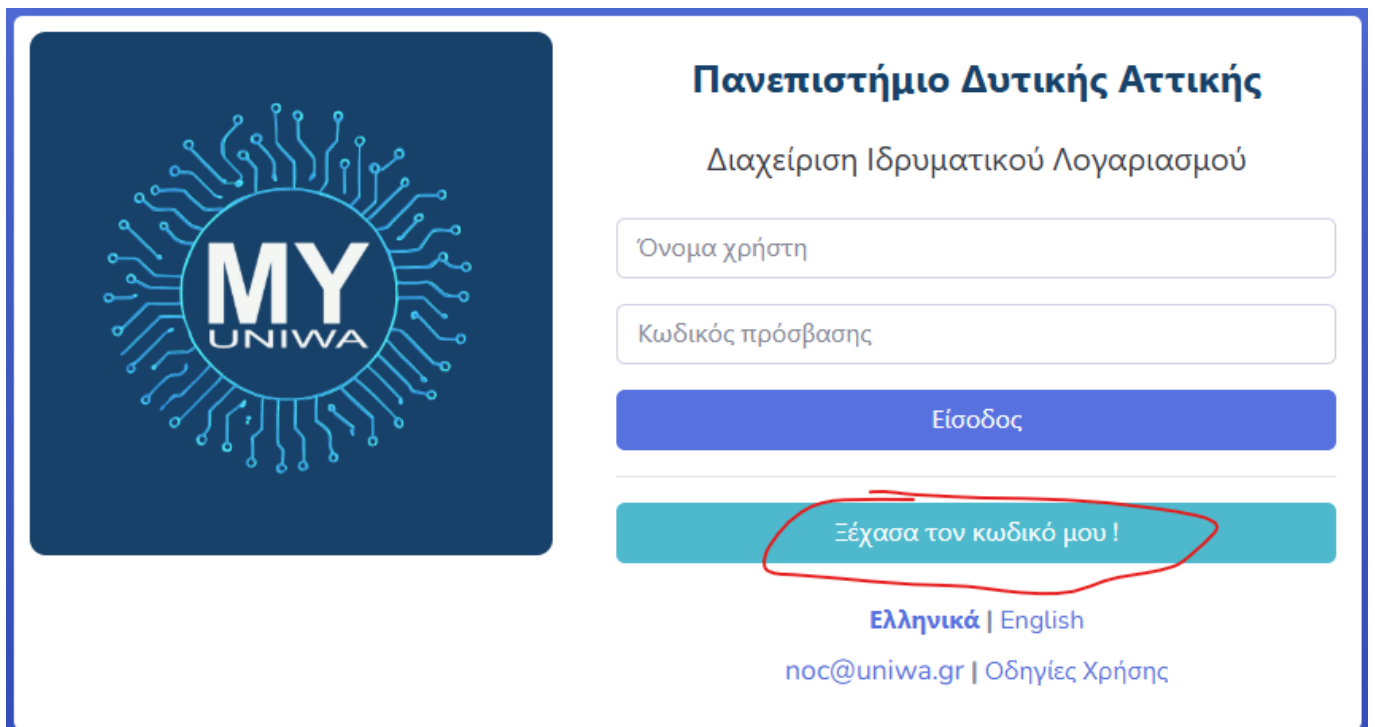 MY
UNIWA
Πανεπιστήμιο Δυτικής Αττικής
Διαχείριση Ιδρυματικού Λογαριασμού
Όνομα χρήστη
Κωδικός πρόσβασης
Είσοδος
Ξέχασα τον κωδικό μου !
Ελληνικά | English
noc@uniwa.gr | Οδηγίες Χρήσης